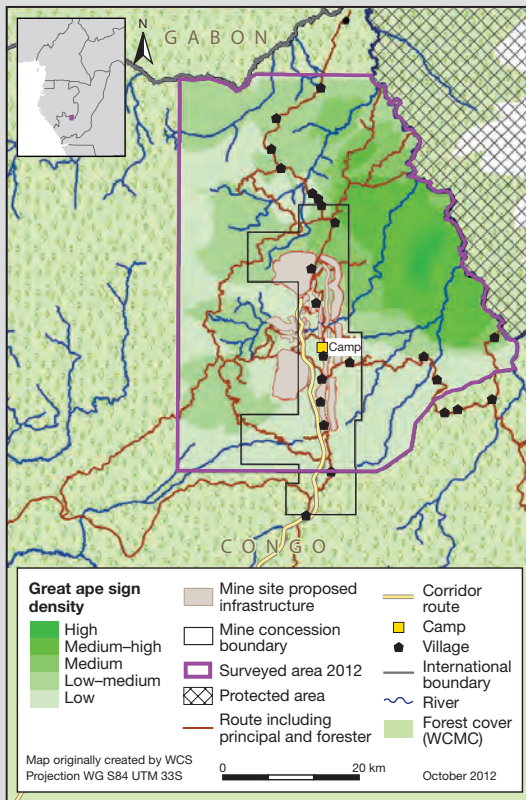 N
GABON
Camp
CONGO
Great ape sign
density
High
Medium–high
Medium
Low–medium
Low
Mine site proposed
infrastructure
Mine concession
boundary
Surveyed area 2012
Protected area
Route including
principal and forester
Corridor
route
Camp
Village
International
boundary
River
Forest cover
(WCMC)
Map originally created by WCS
Projection WG S84 UTM 33S
0 20 km
October 2012